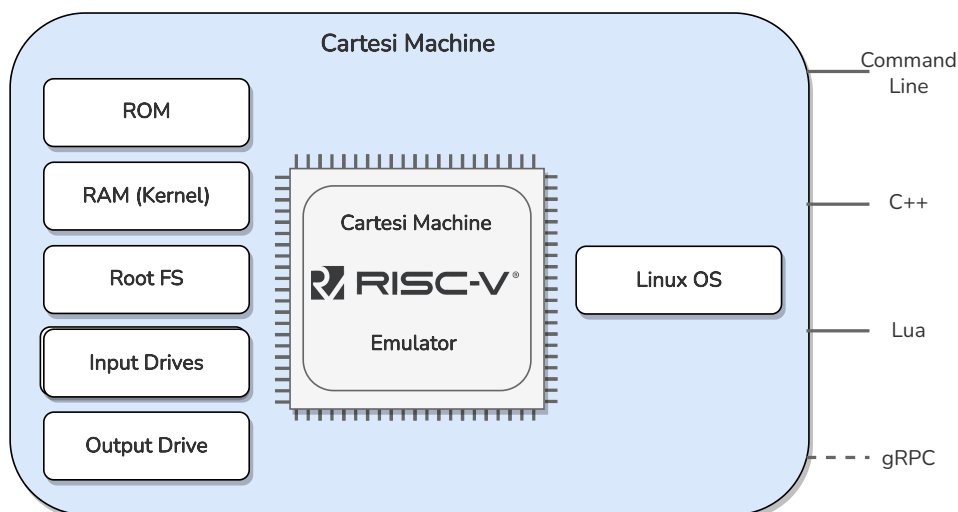 Cartesi Machine
ROM
RAM (Kernel)
Root FS
Input Drives
Output Drive
Cartesi Machine
RISC-V®
Emulator
Linux OS
Command
Line
C++
Lua
gRPC